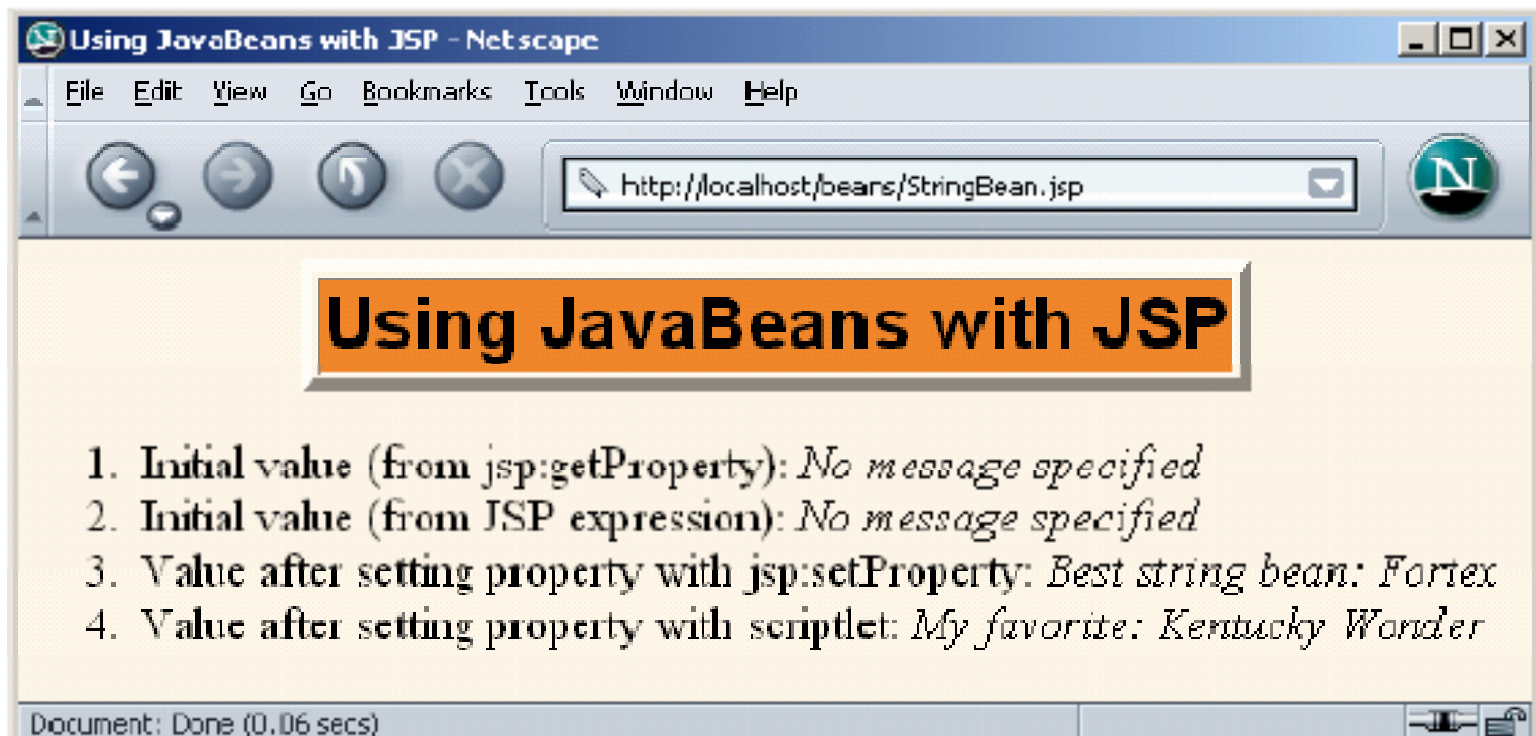 Using JavaBeans with JSP - Netscape
File Edit View Go Bookmarks Tools Window Help
http://localhost/beans/StringBean.jsp
N
Using JavaBeans with JSP
1. Initial value (from jsp:getProperty): No message specified
2. Initial value (from JSP expression): No message specified
3. Value after setting property with jsp:setProperty: Best string bean: Fortex
4. Value after setting property with scriptlet: My favorite: Kentucky Wonder
Document: Done (0.06 secs)